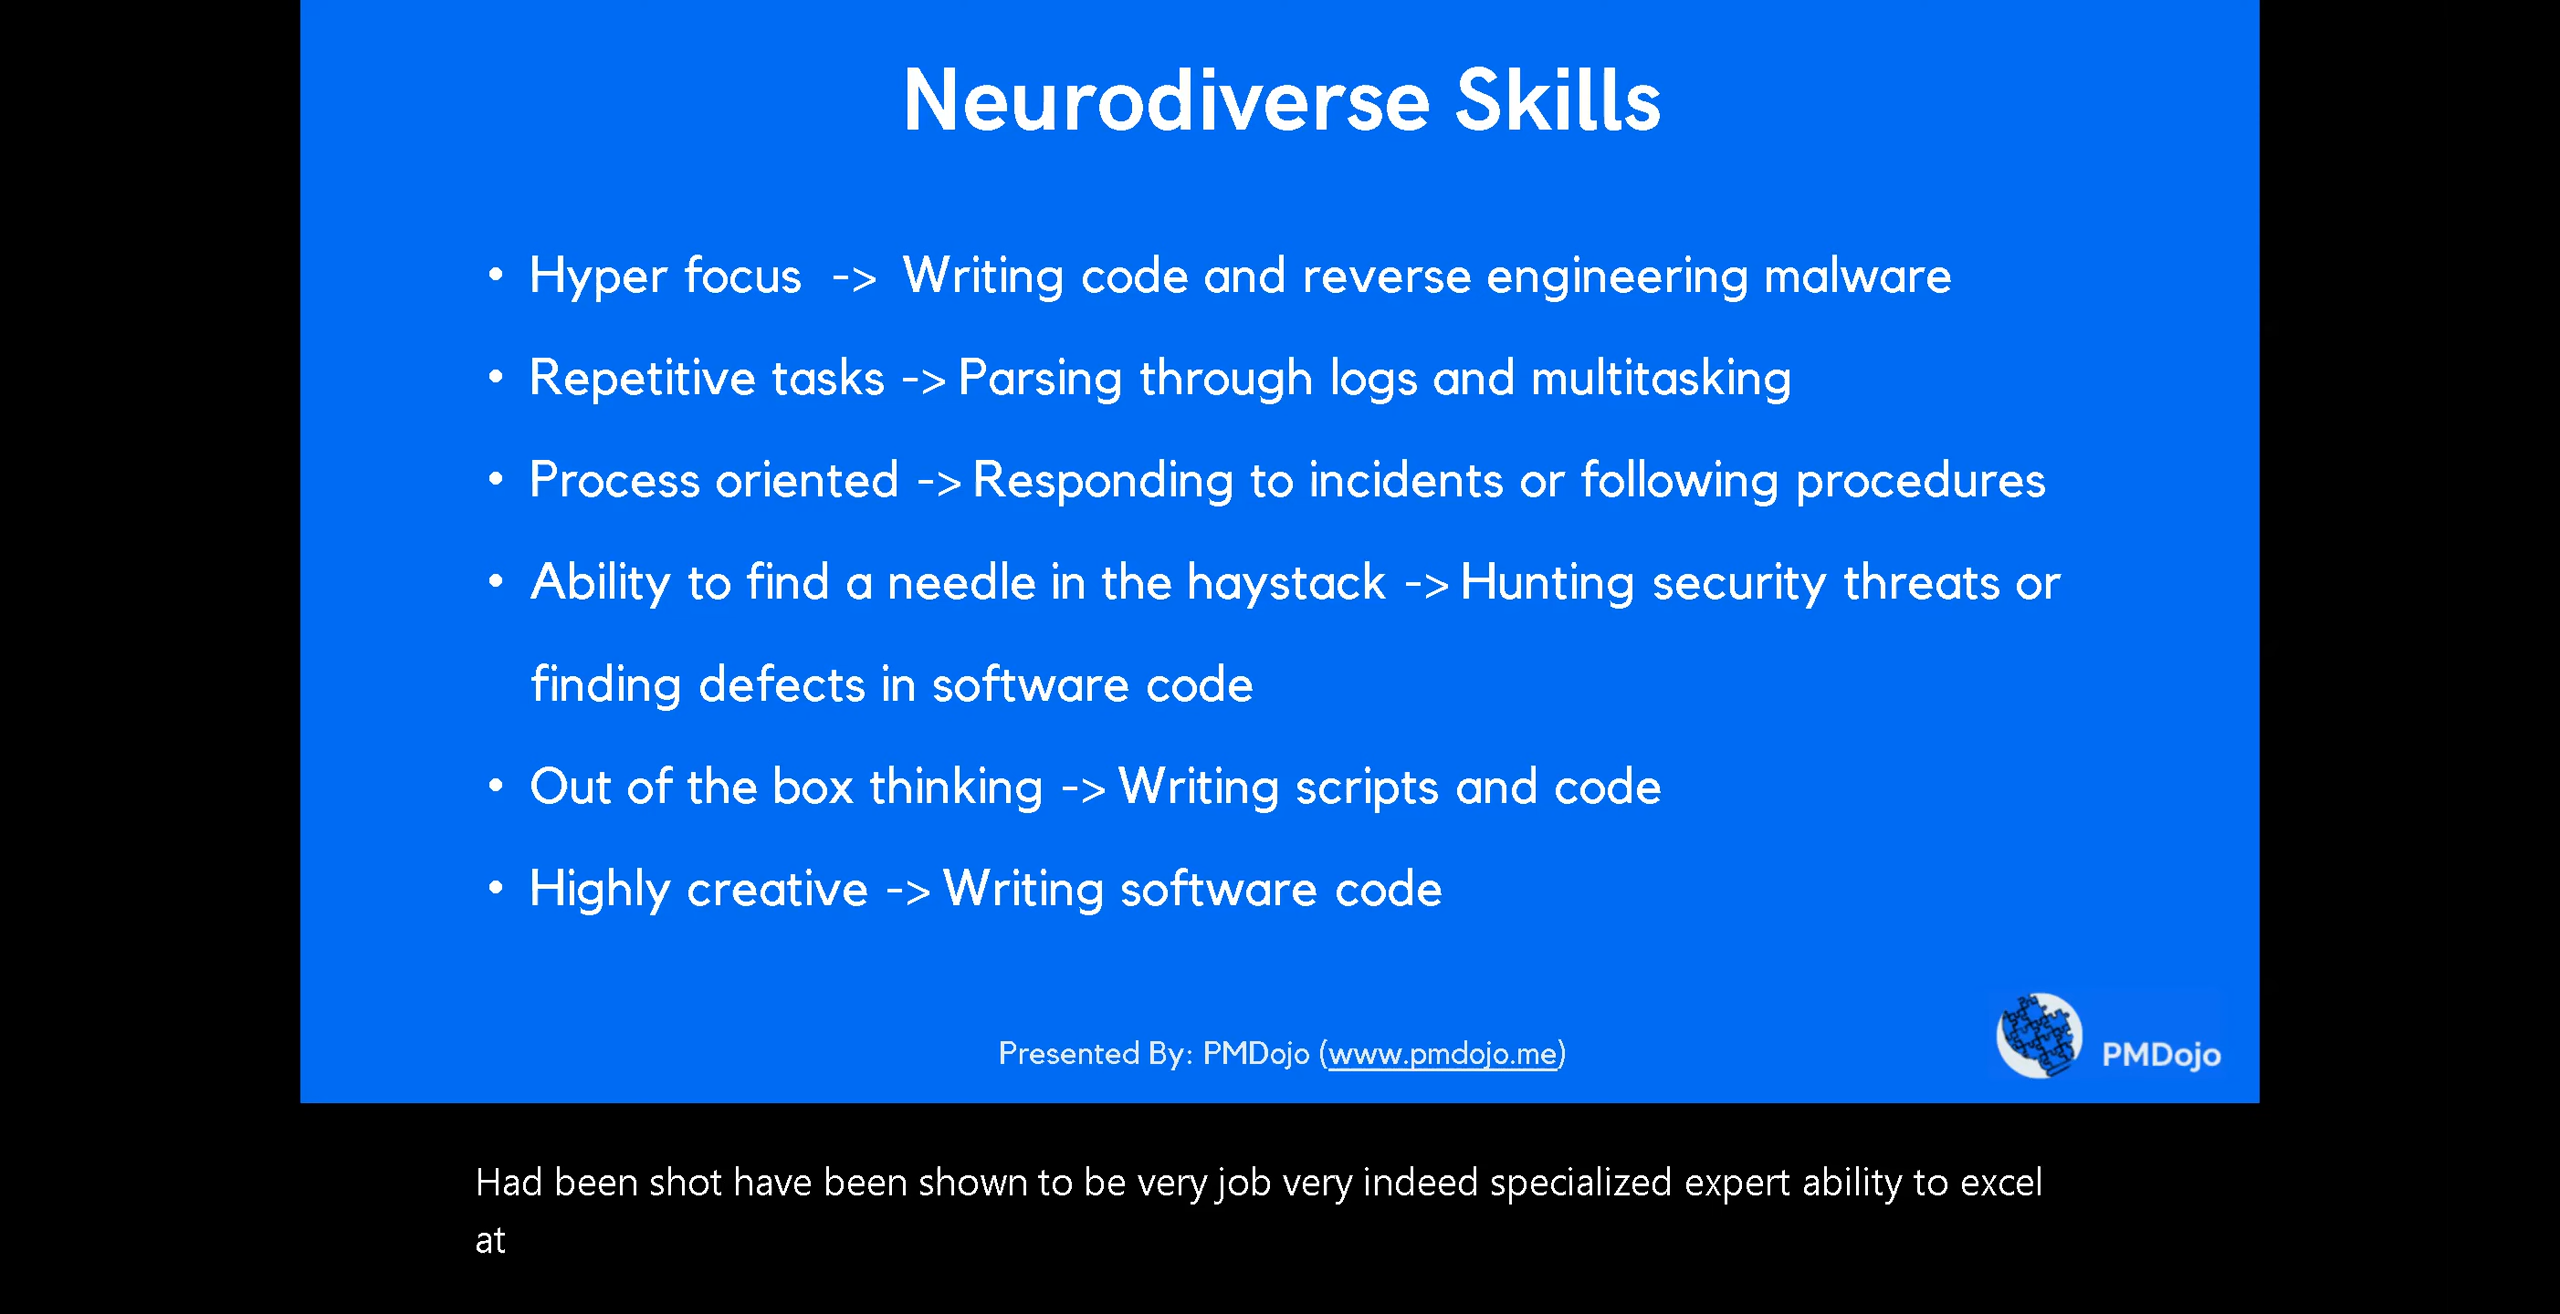 Neurodiverse Skills
• Hyper focus -> Writing code and reverse engineering malware
• Repetitive tasks -> Parsing through logs and multitasking
• Process oriented -> Responding to incidents or following procedures
• Ability to find a needle in the haystack -> Hunting security threats or
finding defects in software code
• Out of the box thinking -> Writing scripts and code
• Highly creative -> Writing software code
Presented By: PMDojo (www.pmdojo.me)
PMDojo
Had been shot have been shown to be very job very indeed specialized expert ability to excel
at